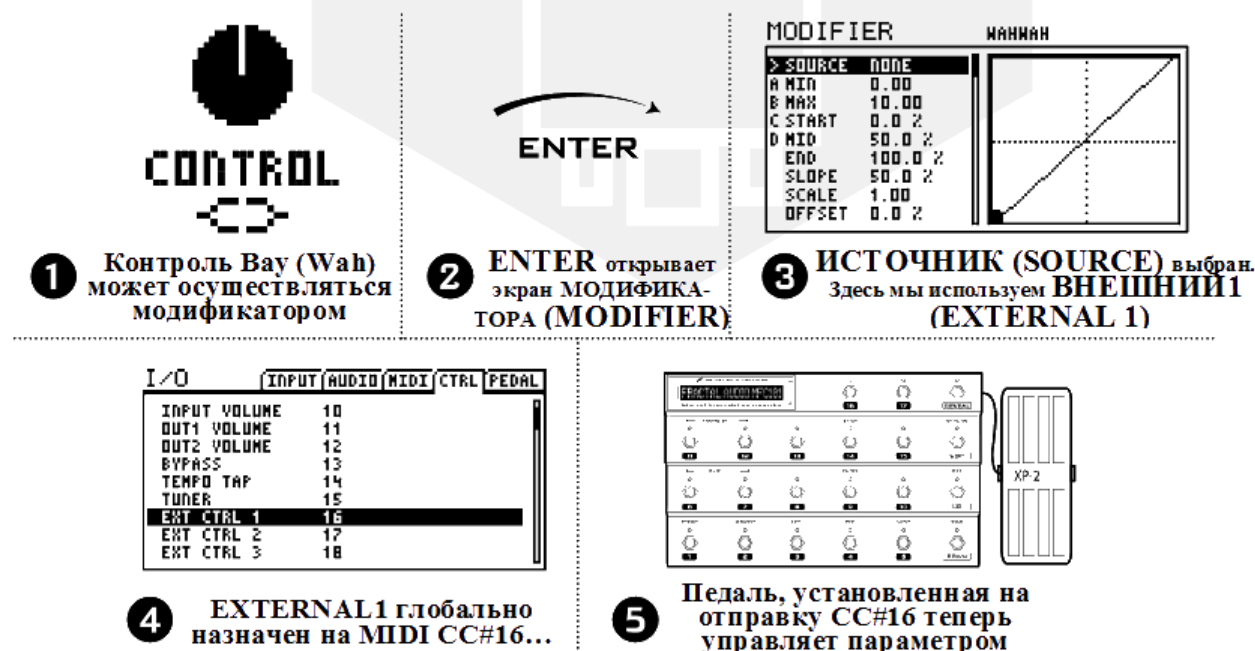 CONTROL
1 Контроль Вау (Wah)
может осуществляться
модификатором
ENTER
2 ENTER открывает
экран МОДИФИКА-
ТОРА (MODIFIER)
MODIFIER WAHWAH
> SOURCE NONE
A MIN 0.00
B MAX 10.00
C START 0.0 %
D MID 50.0 %
END 100.0 %
SLOPE 50.0 %
SCALE 1.00
OFFSET 0.0 %
3 ИСТОЧНИК (SOURCE) выбран.
Здесь мы используем ВНЕШНИЙ1
(EXTERNAL 1)
I/O INPUT AUDIO MIDI CTRL PEDAL
INPUT VOLUME 10
OUT1 VOLUME 11
OUT2 VOLUME 12
BYPASS 13
TEMPO TAP 14
TUNER 15
EXT CTRL 1 16
EXT CTRL 2 17
EXT CTRL 3 18
4 EXTERNAL1 глобально
назначен на MIDI CC#16...
FRACTAL AUDIO MFC101
XP-2
5 Педаль, установленная на
отправку CC#16 теперь
управляет параметром